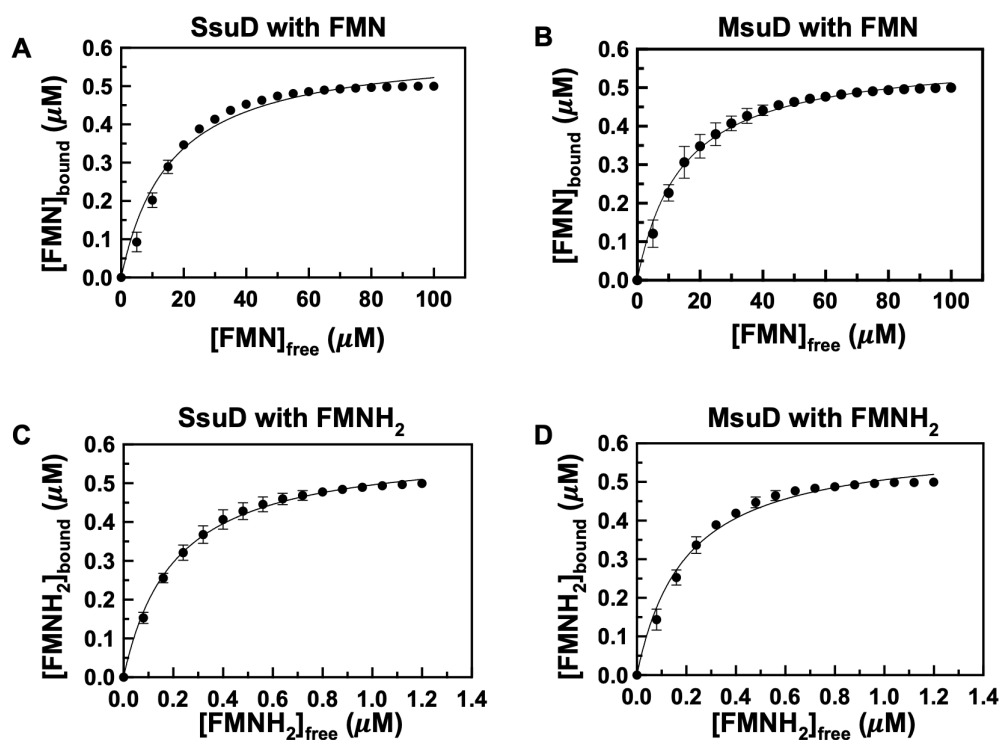 A
SsuD with FMN
[FMN]bound (μM)
0.6
0.5
0.4
0.3
0.2
0.1
0.0
0 20 40 60 80 100
[FMN]free (μM)
B
MsuD with FMN
[FMN]bound (μM)
0.6
0.5
0.4
0.3
0.2
0.1
0.0
0 20 40 60 80 100
[FMN]free (μM)
C
SsuD with FMNH2
[FMNH2]bound (μM)
0.6
0.5
0.4
0.3
0.2
0.1
0.0
0.0 0.2 0.4 0.6 0.8 1.0 1.2 1.4
[FMNH2]free (μM)
D
MsuD with FMNH2
[FMNH2]bound (μM)
0.6
0.5
0.4
0.3
0.2
0.1
0.0
0.0 0.2 0.4 0.6 0.8 1.0 1.2 1.4
[FMNH2]free (μM)